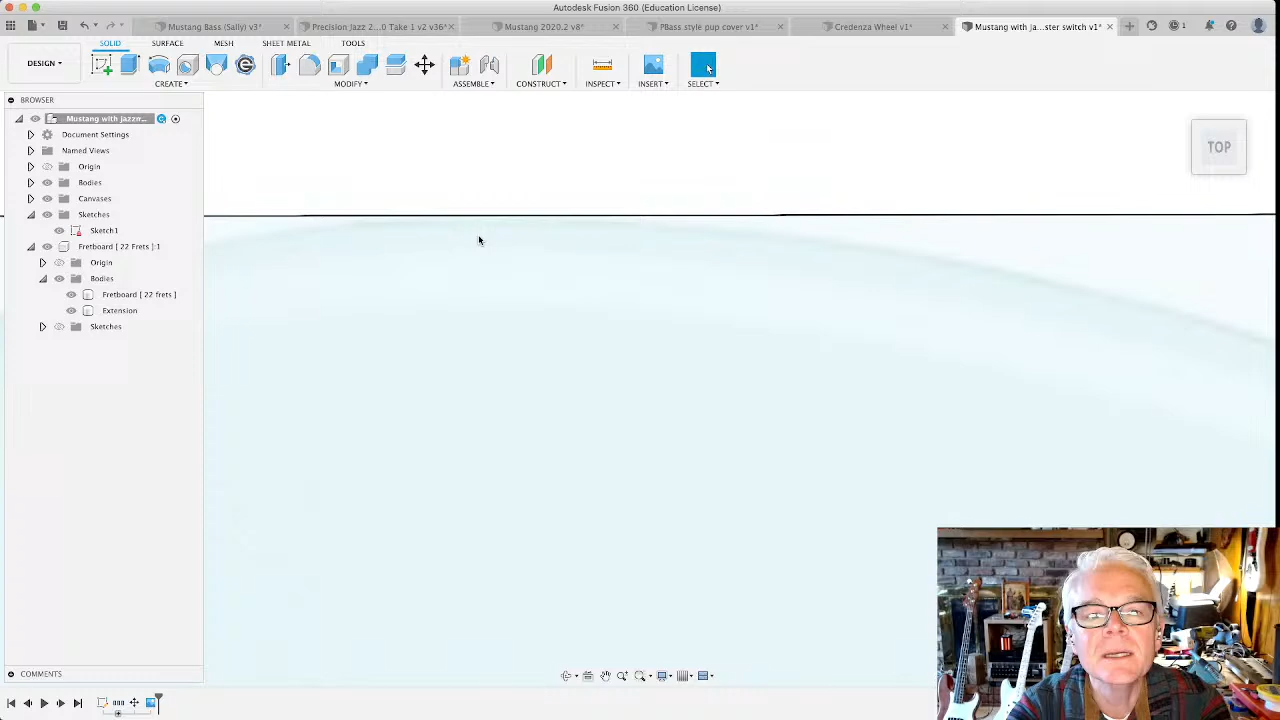 Autodesk Fusion 360 (Education License)
Mustang Bass (Sally) v3*
Precision Jazz 2...0 Take 1 v2 v36*
Mustang 2020.2 v8*
PBass style pup cover v1*
Credenza Wheel v1*
Mustang with ja...ster switch v1*
1
SOLID
SURFACE
MESH
SHEET METAL
TOOLS
DESIGN
CREATE
MODIFY
ASSEMBLE
CONSTRUCT
INSPECT
INSERT
SELECT
BROWSER
Mustang with jazzm...
Document Settings
Named Views
Origin
Bodies
Canvases
Sketches
Sketch1
Fretboard [ 22 Frets ]:1
Origin
Bodies
Fretboard [ 22 frets ]
Extension
Sketches
TOP
COMMENTS